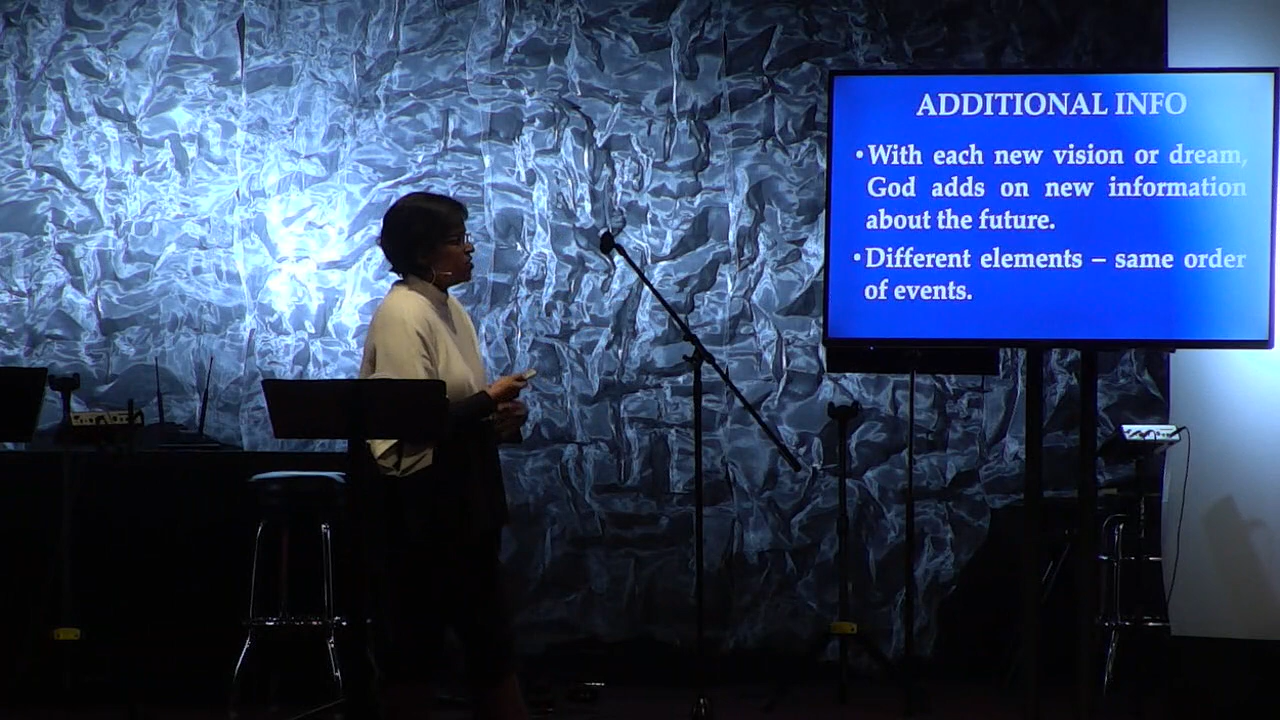 ADDITIONAL INFO
• With each new vision or dream,
God adds on new information
about the future.
• Different elements – same order
of events.